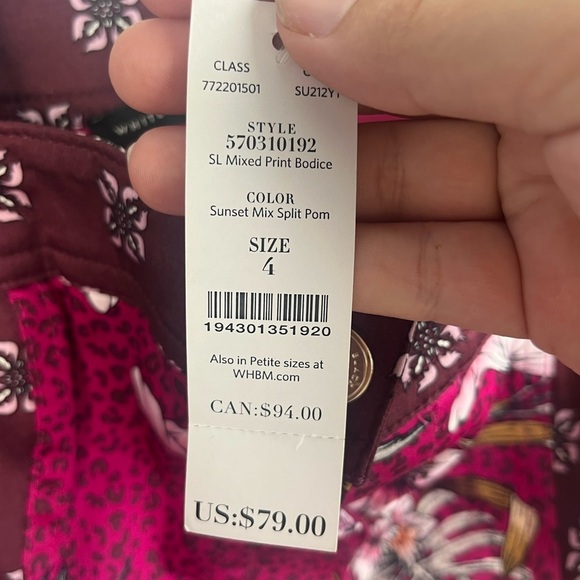 CLASS
772201501
STYLE
570310192
SL Mixed Print Bodice
COLOR
Sunset Mix Split Pom
SIZE
4
194301351920
Also in Petite sizes at
WHBM.com
CAN:$94.00
US:$79.00